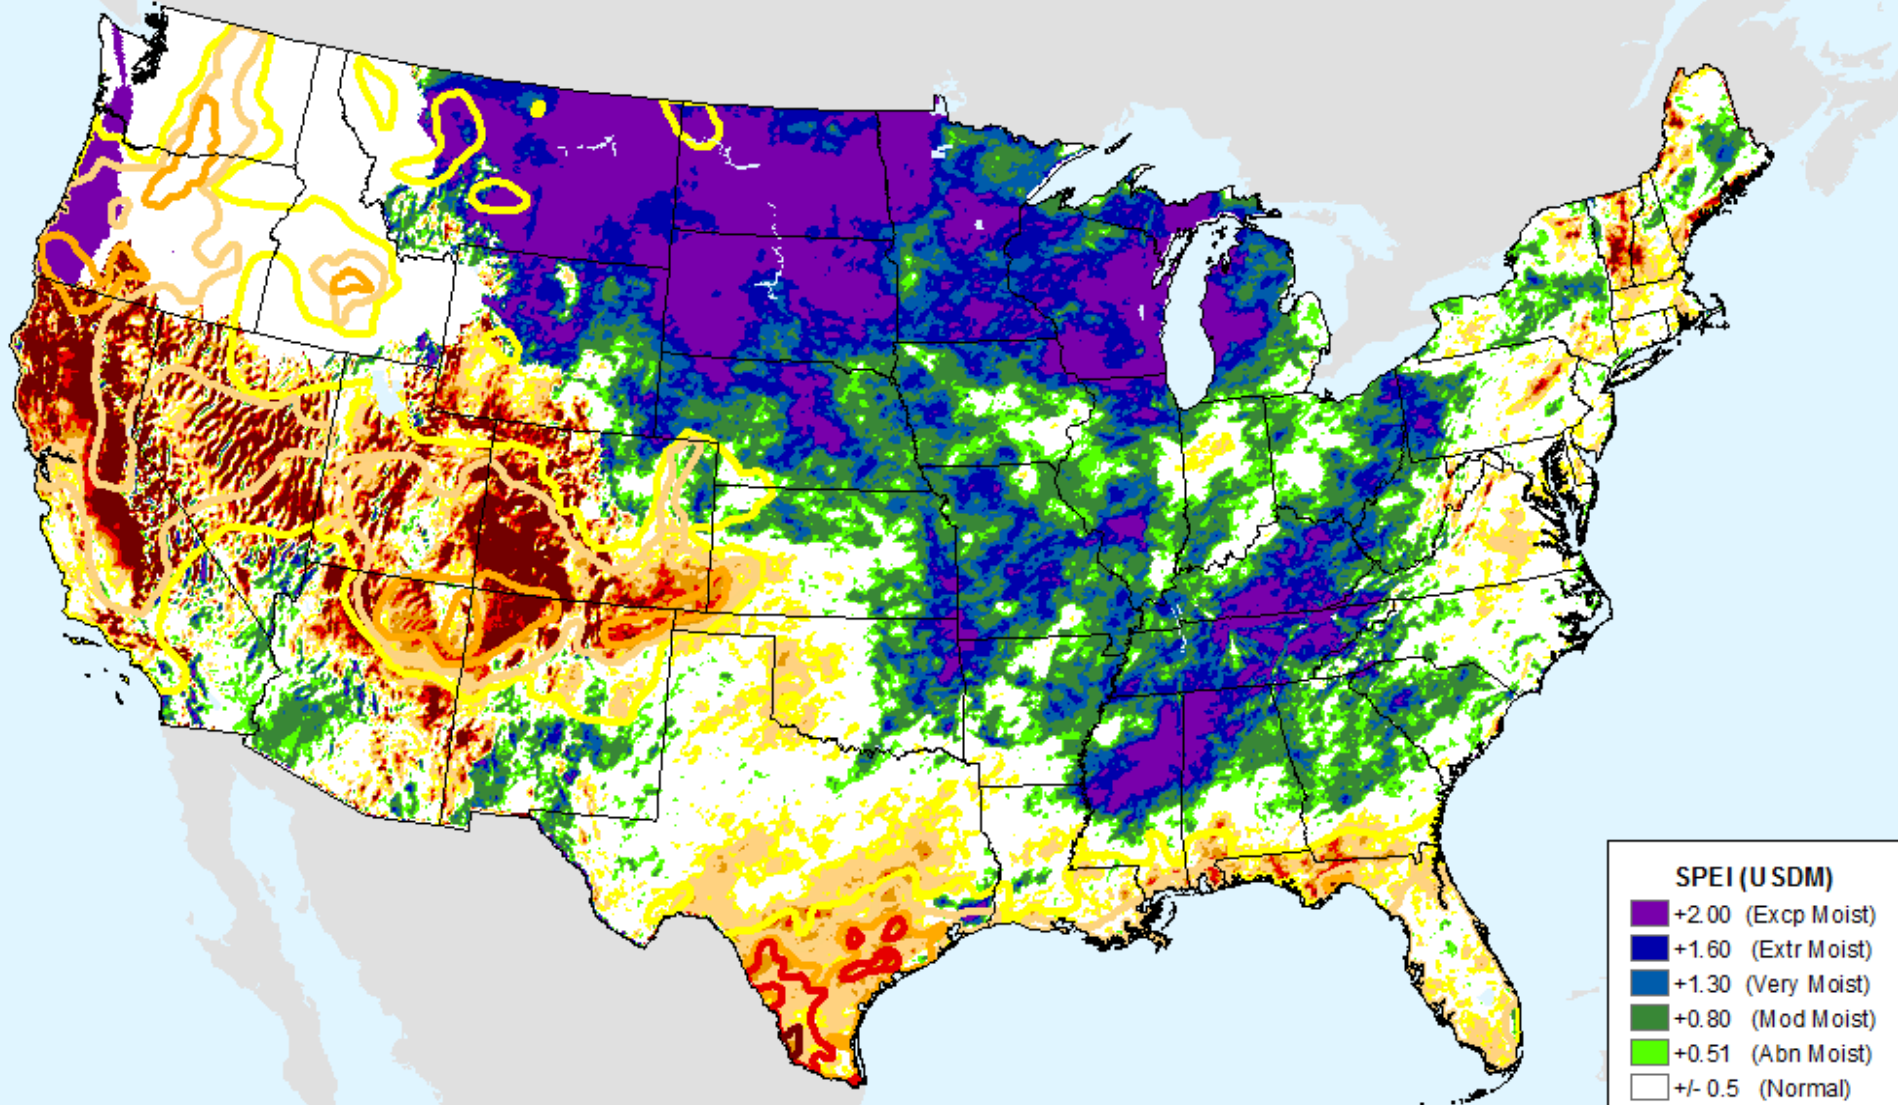 SPEI (USDM)
+2.00 (Excp Moist)
+1.60 (Extr Moist)
+1.30 (Very Moist)
+0.80 (Mod Moist)
+0.51 (Abn Moist)
+/- 0.5 (Normal)